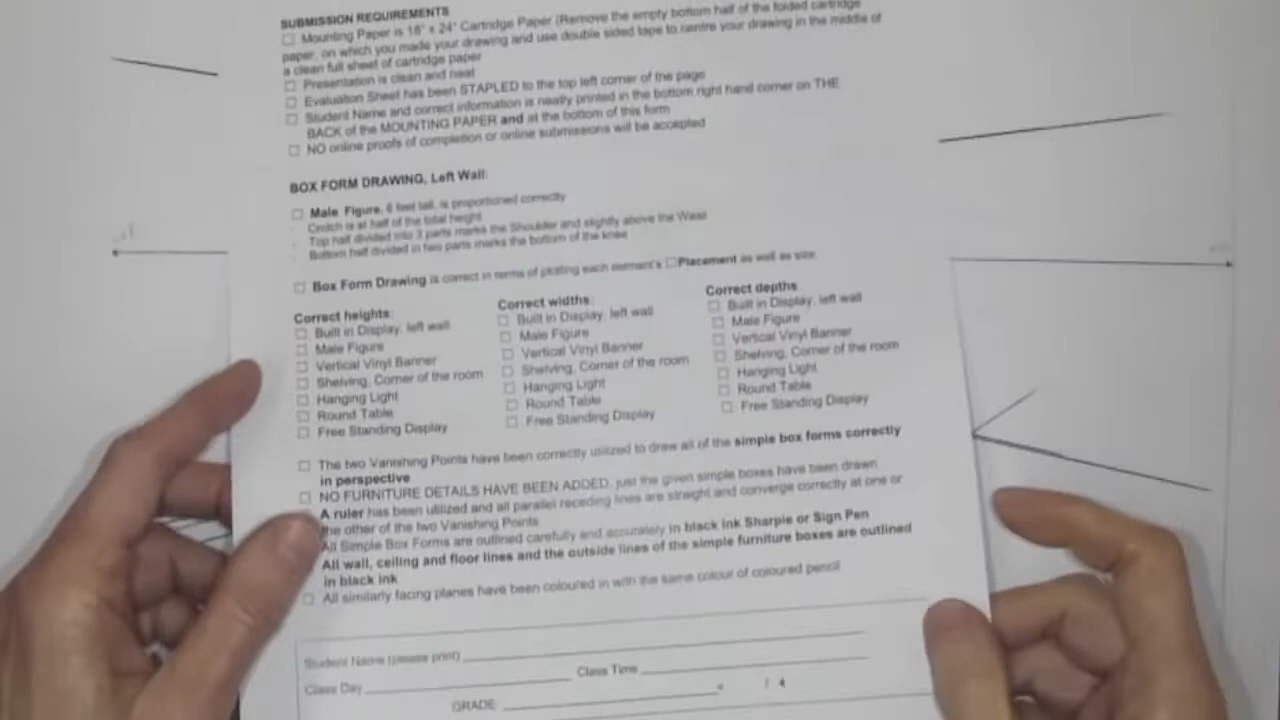 SUBMISSION REQUIREMENTS
☐ Mounting Paper is 18" x 24" Cartridge Paper (Remove the empty bottom half of the folded cartridge
paper, on which you made your drawing and use double sided tape to centre your drawing in the middle of
a clean full sheet of cartridge paper
☐ Presentation is clean and neat
☐ Evaluation Sheet has been STAPLED to the top left corner of the page
☐ Student Name and correct information is neatly printed in the bottom right hand corner on THE
BACK of the MOUNTING PAPER and at the bottom of this form
☐ NO online proofs of completion or online submissions will be accepted
BOX FORM DRAWING, Left Wall:
☐ Male Figure, 6 feet tall, is proportioned correctly
Crotch is at half of the total height
Top half divided into 3 parts marks the Shoulder and slightly above the Waist
Bottom half divided in two parts marks the bottom of the knee
☐ Box Form Drawing is correct in terms of plotting each element's ☐ Placement as well as size
Correct heights:
☐ Built in Display, left wall
☐ Male Figure
☐ Vertical Vinyl Banner
☐ Shelving, Corner of the room
☐ Hanging Light
☐ Round Table
☐ Free Standing Display
Correct widths:
☐ Built in Display, left wall
☐ Male Figure
☐ Vertical Vinyl Banner
☐ Shelving, Corner of the room
☐ Hanging Light
☐ Round Table
☐ Free Standing Display
Correct depths
☐ Built in Display, left wall
☐ Male Figure
☐ Vertical Vinyl Banner
☐ Shelving, Corner of the room
☐ Hanging Light
☐ Round Table
☐ Free Standing Display
☐ The two Vanishing Points have been correctly utilized to draw all of the simple box forms correctly
in perspective
☐ NO FURNITURE DETAILS HAVE BEEN ADDED, just the given simple boxes have been drawn
A ruler has been utilized and all parallel receding lines are straight and converge correctly at one or
the other of the two Vanishing Points
All Simple Box Forms are outlined carefully and accurately in black ink Sharpie or Sign Pen
All wall, ceiling and floor lines and the outside lines of the simple furniture boxes are outlined
in black ink
☐ All similarly facing planes have been coloured in with the same colour of coloured pencil
Student Name (please print)
Class Day Class Time
GRADE / 4